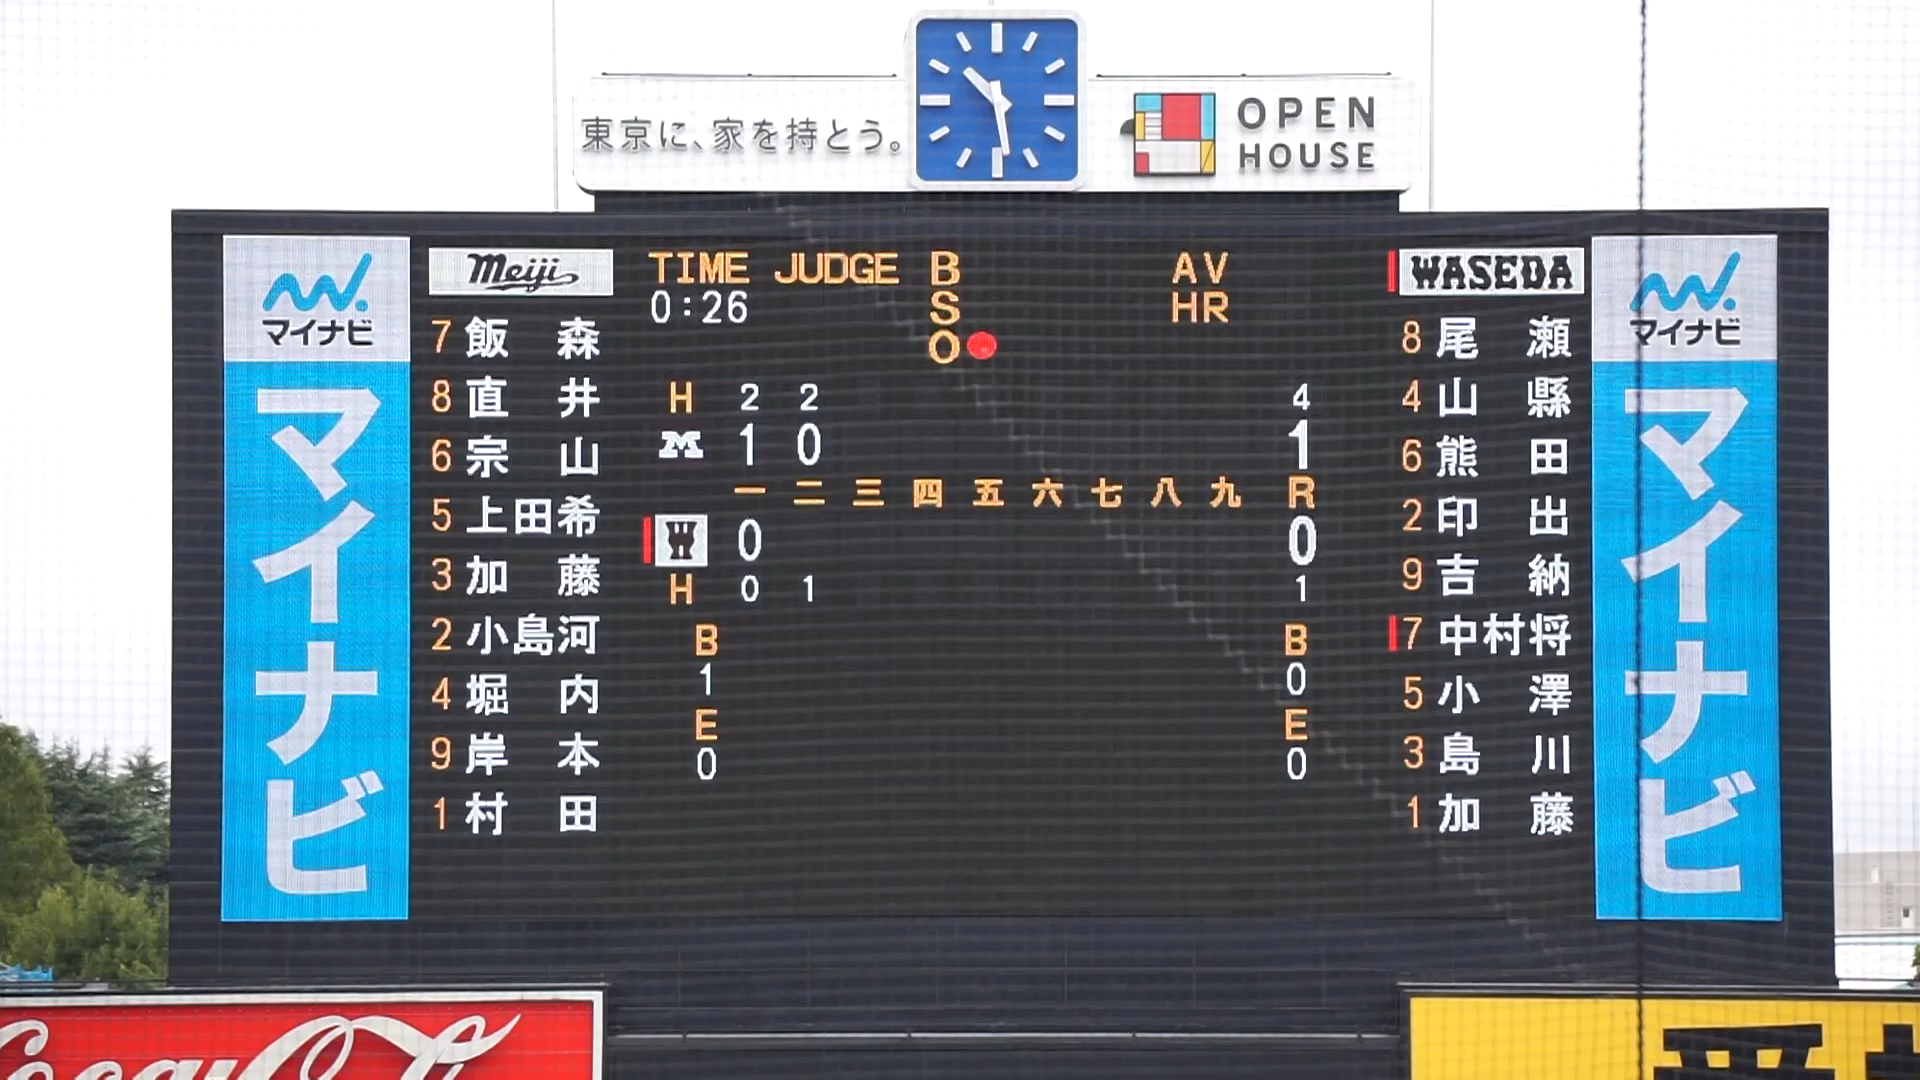 東京に、家を持とう。
OPEN HOUSE
マイナビ
マイナビ
Meiji
7 飯森
8 直井
6 宗山
5 上田希
3 加藤
2 小島河
4 堀内
9 岸本
1 村田
TIME JUDGE B AV
0:26 S HR
O
H 2 2 4
M 1 0 1
一 二 三 四 五 六 七 八 九 R
W 0 0
H 0 1 1
B B
1 0
E E
0 0
WASEDA
8 尾瀬
4 山縣
6 熊田
2 印出
9 吉納
7 中村将
5 小澤
3 島川
1 加藤
マイナビ
マイナビ